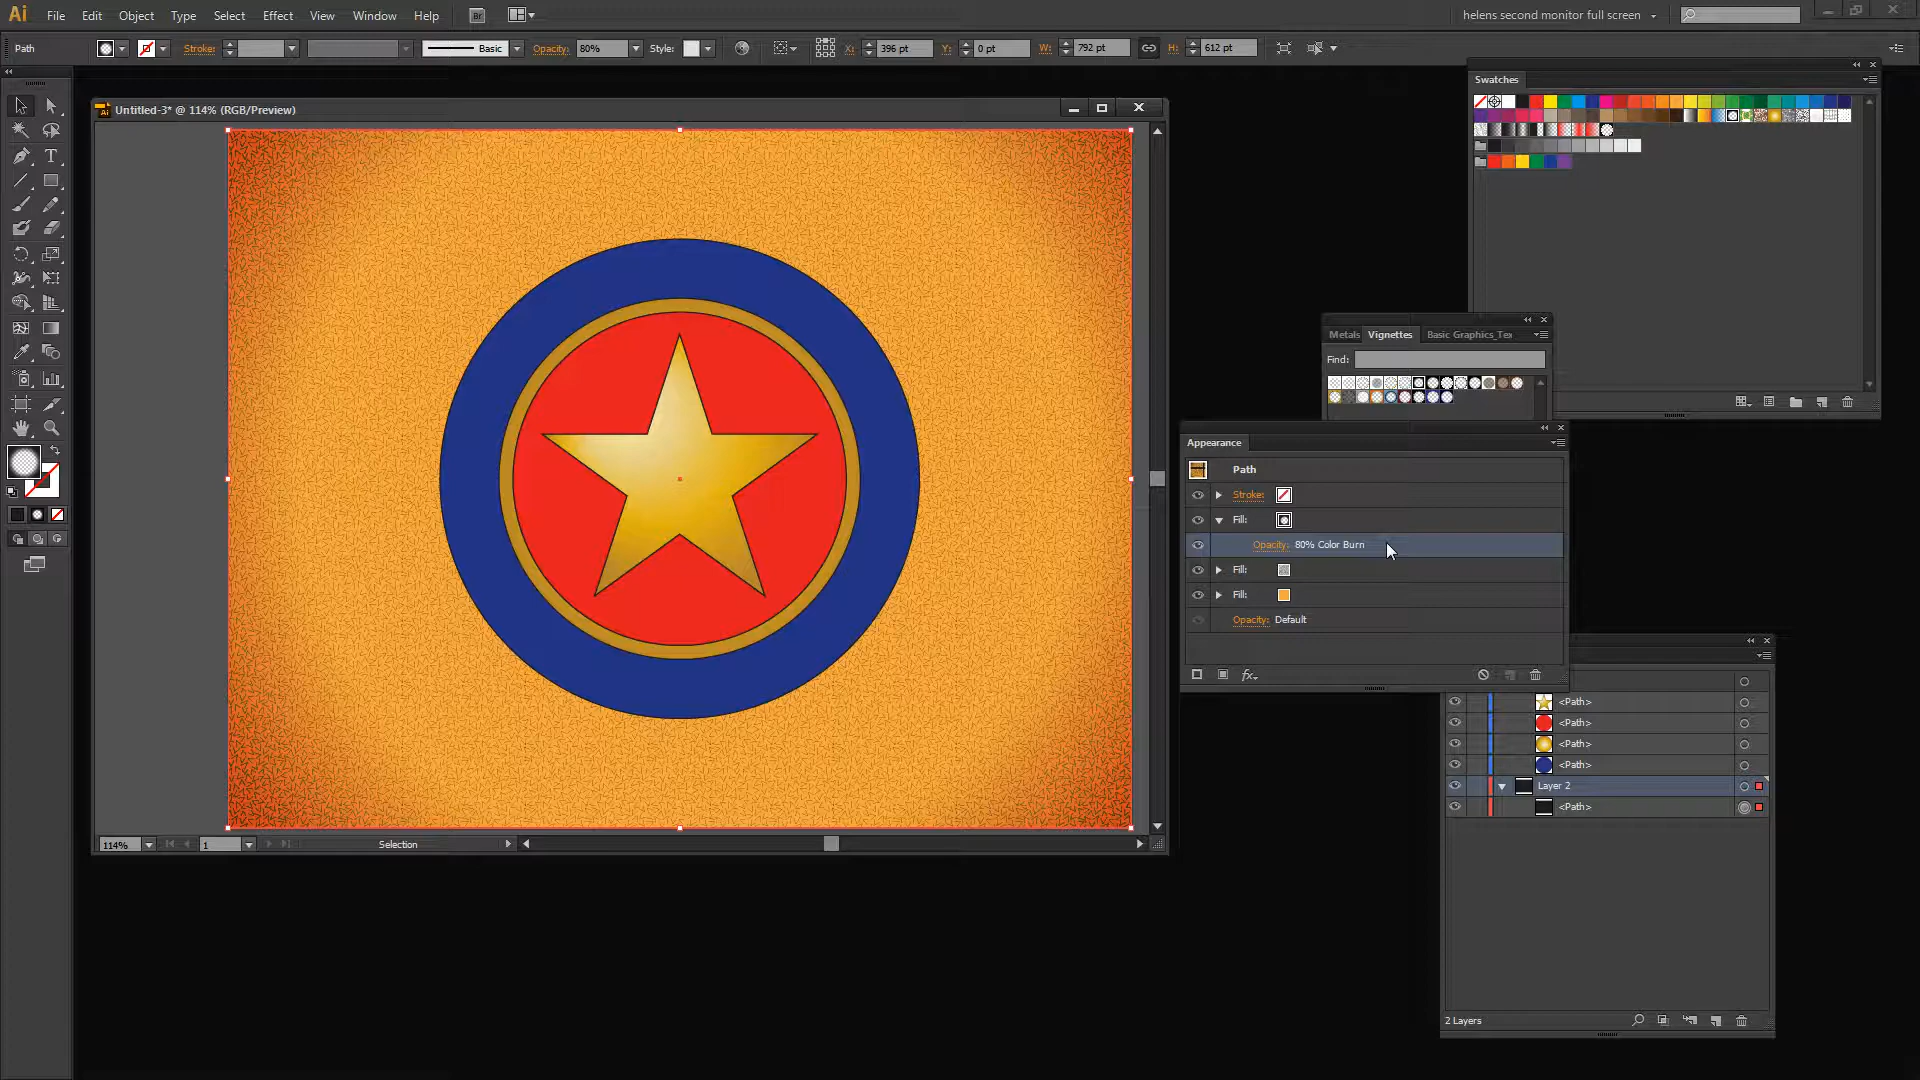 Ai File Edit Object Type Select Effect View Window Help Br helens second monitor full screen
Path Stroke: Basic Opacity: 80% Style: X: 396 pt Y: 0 pt W: 792 pt H: 612 pt
Swatches
Untitled-3* @ 114% (RGB/Preview)
Metals Vignettes Basic Graphics_Tex
Find:
Appearance
Path
Stroke:
Fill:
Opacity: 80% Color Burn
Fill:
Fill:
Opacity: Default
fx
<Path>
<Path>
<Path>
<Path>
Layer 2
<Path>
114% 1 Selection
2 Layers